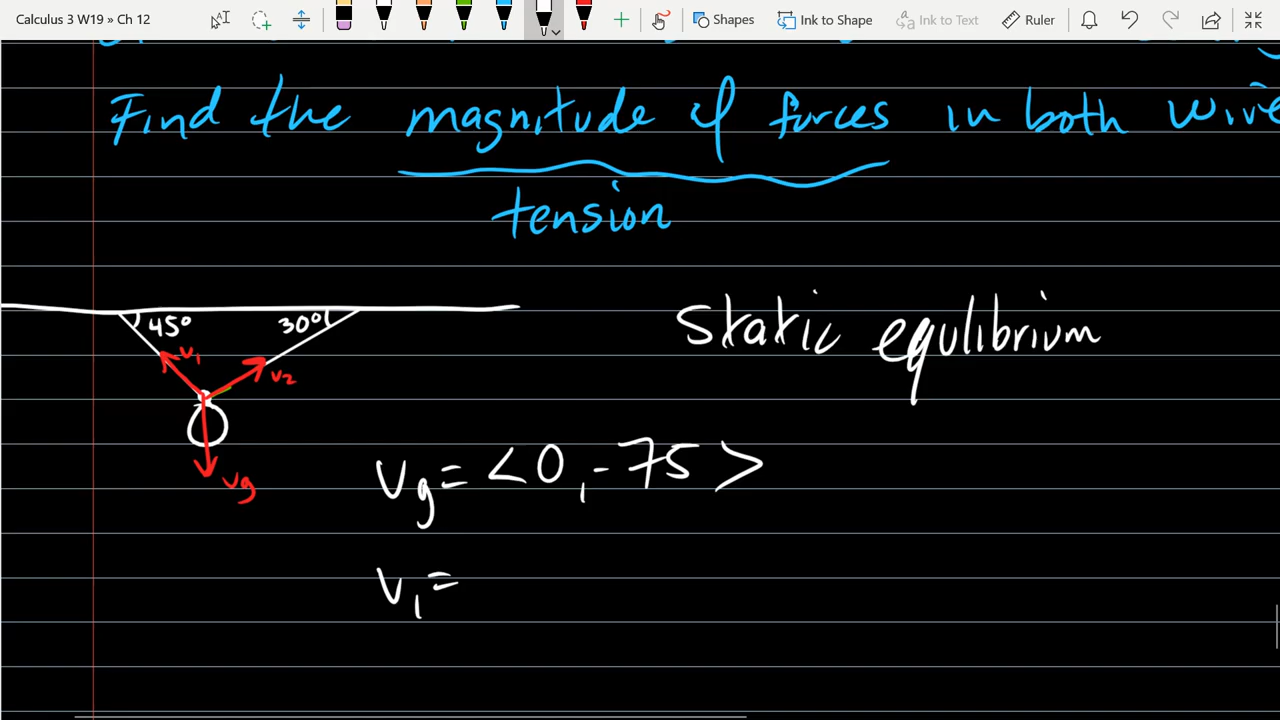 Calculus 3 W19 » Ch 12
Shapes
Ink to Shape
Ink to Text
Ruler
Find the magnitude of forces in both wire
tension
45°
30°
Static equlibrium
v1
v2
vg
vg = <0, -75>
v1 =